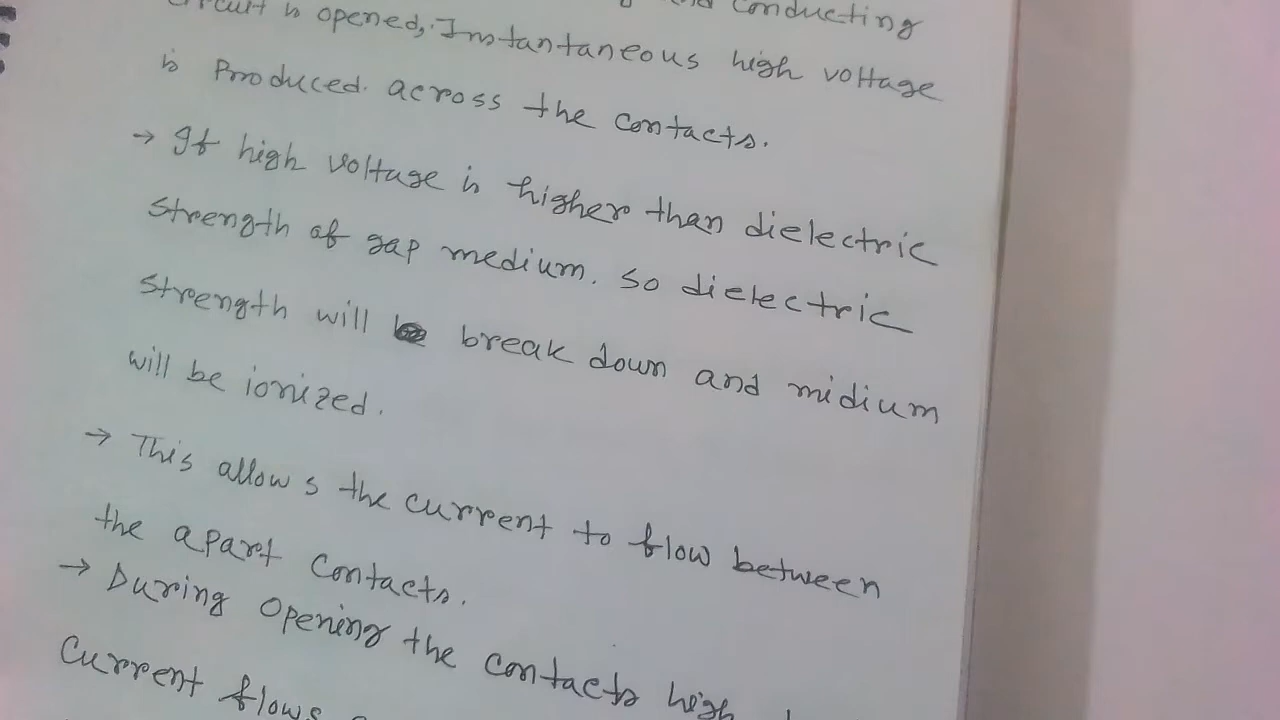 Circuit is opened, Instantaneous high voltage
is Produced. across the contacts.
→ If high voltage is higher than dielectric
Strength of gap medium. so dielectric
Strength will break down and midium
will be ionized.
→ This allows the current to flow between
the apart contacts.
→ During opening the contacts high
Current flows
conducting